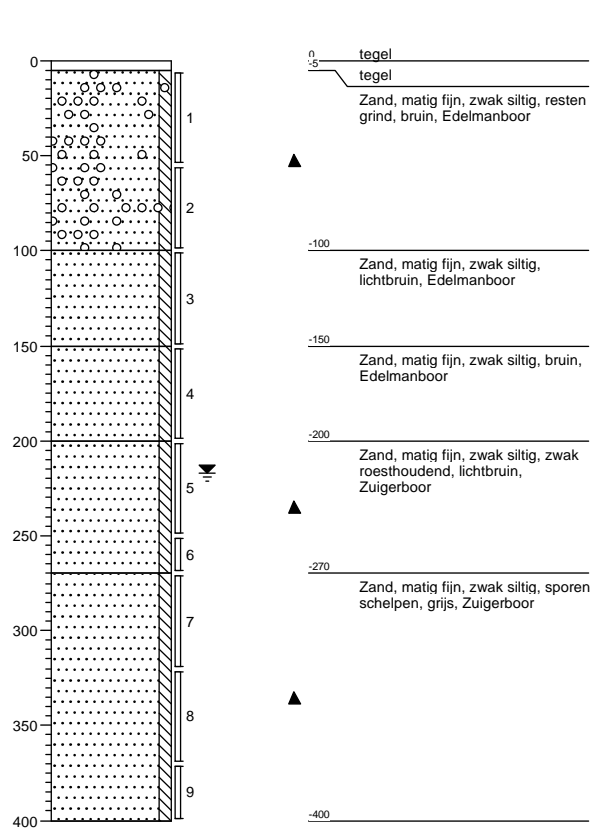 0
50
100
150
200
250
300
350
400
1
2
3
4
5
6
7
8
9
0
tegel
-5
tegel
Zand, matig fijn, zwak siltig, resten
grind, bruin, Edelmanboor
-100
Zand, matig fijn, zwak siltig,
lichtbruin, Edelmanboor
-150
Zand, matig fijn, zwak siltig, bruin,
Edelmanboor
-200
Zand, matig fijn, zwak siltig, zwak
roesthoudend, lichtbruin,
Zuigerboor
-270
Zand, matig fijn, zwak siltig, sporen
schelpen, grijs, Zuigerboor
-400